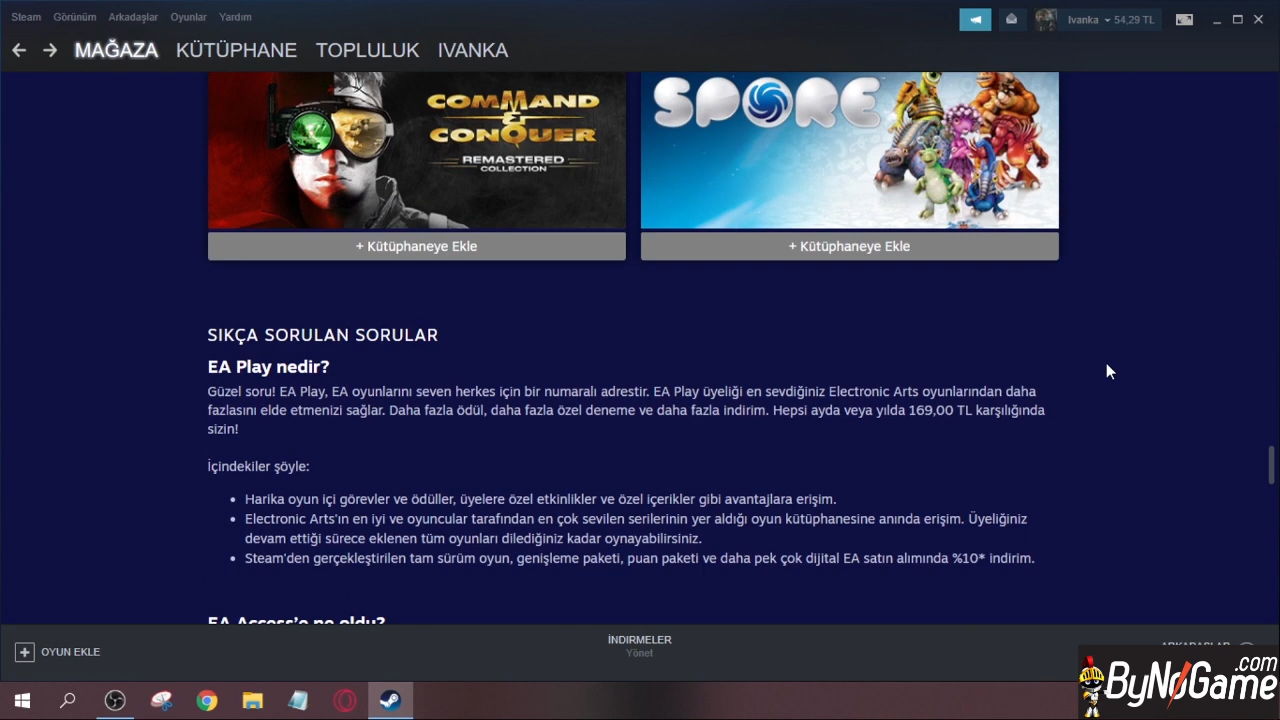 Steam Görünüm Arkadaşlar Oyunlar Yardım
Ivanka 54,29 TL
MAĞAZA KÜTÜPHANE TOPLULUK IVANKA
COMMAND
&
CONQUER
REMASTERED
COLLECTION
SPORE
+ Kütüphaneye Ekle
+ Kütüphaneye Ekle
SIKÇA SORULAN SORULAR
EA Play nedir?
Güzel soru! EA Play, EA oyunlarını seven herkes için bir numaralı adrestir. EA Play üyeliği en sevdiğiniz Electronic Arts oyunlarından daha
fazlasını elde etmenizi sağlar. Daha fazla ödül, daha fazla özel deneme ve daha fazla indirim. Hepsi ayda veya yılda 169,00 TL karşılığında
sizin!
İçindekiler şöyle:
• Harika oyun içi görevler ve ödüller, üyelere özel etkinlikler ve özel içerikler gibi avantajlara erişim.
• Electronic Arts'ın en iyi ve oyuncular tarafından en çok sevilen serilerinin yer aldığı oyun kütüphanesine anında erişim. Üyeliğiniz
devam ettiği sürece eklenen tüm oyunları dilediğiniz kadar oynayabilirsiniz.
• Steam'den gerçekleştirilen tam sürüm oyun, genişleme paketi, puan paketi ve daha pek çok dijital EA satın alımında %10* indirim.
EA Access'e ne oldu?
+ OYUN EKLE
İNDİRMELER
Yönet
ARKADAŞLAR
ByNoGame.com